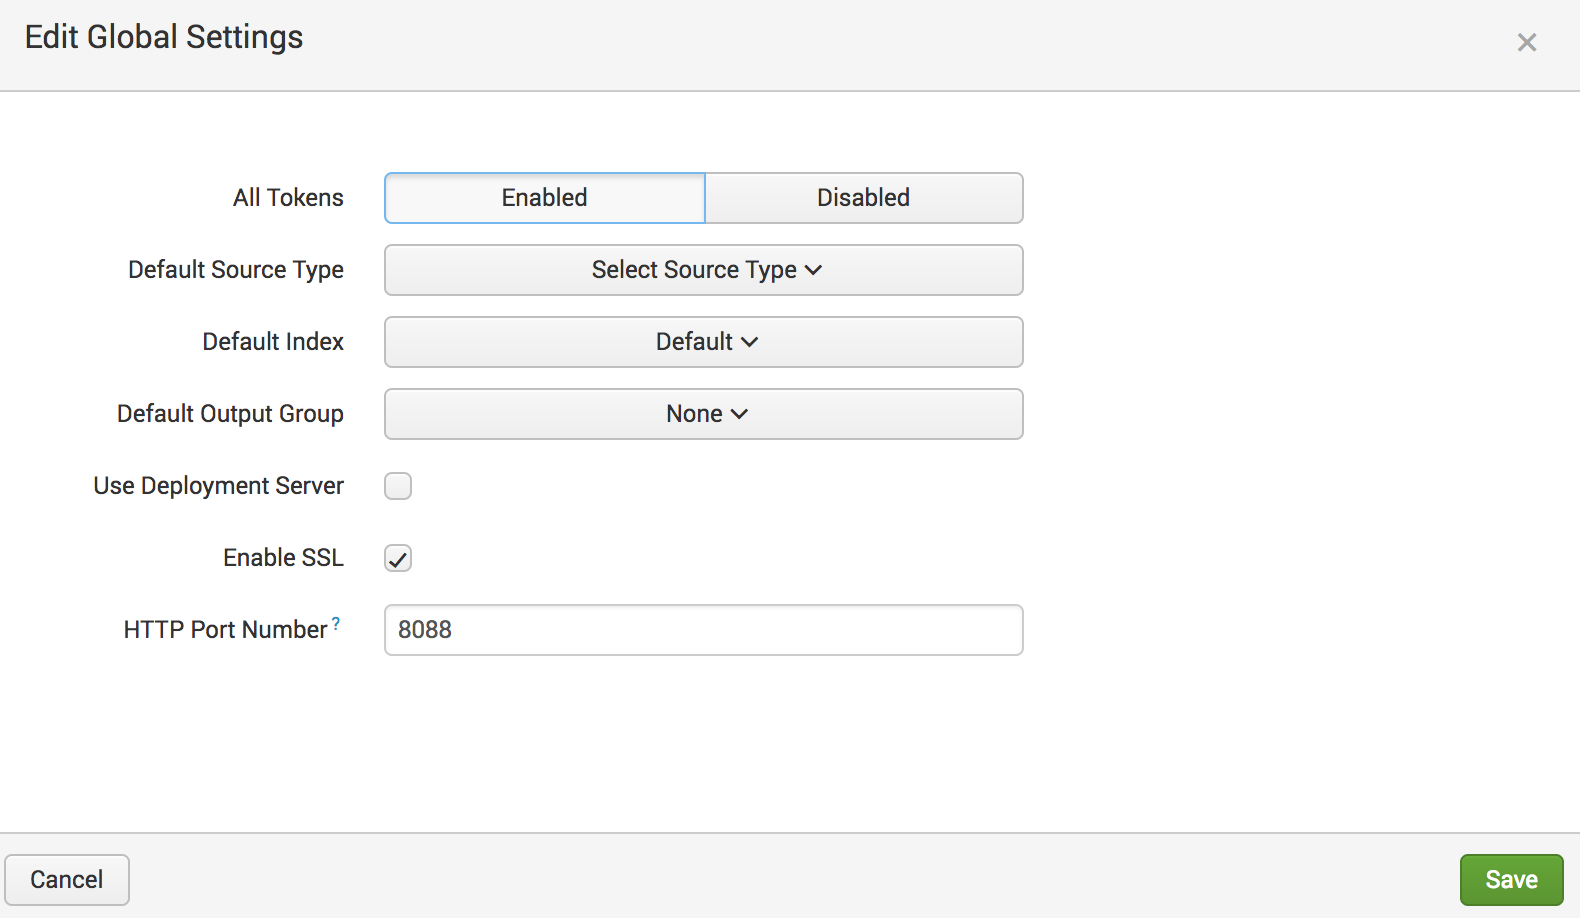 Edit Global Settings
All Tokens Enabled Disabled
Default Source Type Select Source Type
Default Index Default
Default Output Group None
Use Deployment Server
Enable SSL
HTTP Port Number ? 8088
Cancel Save